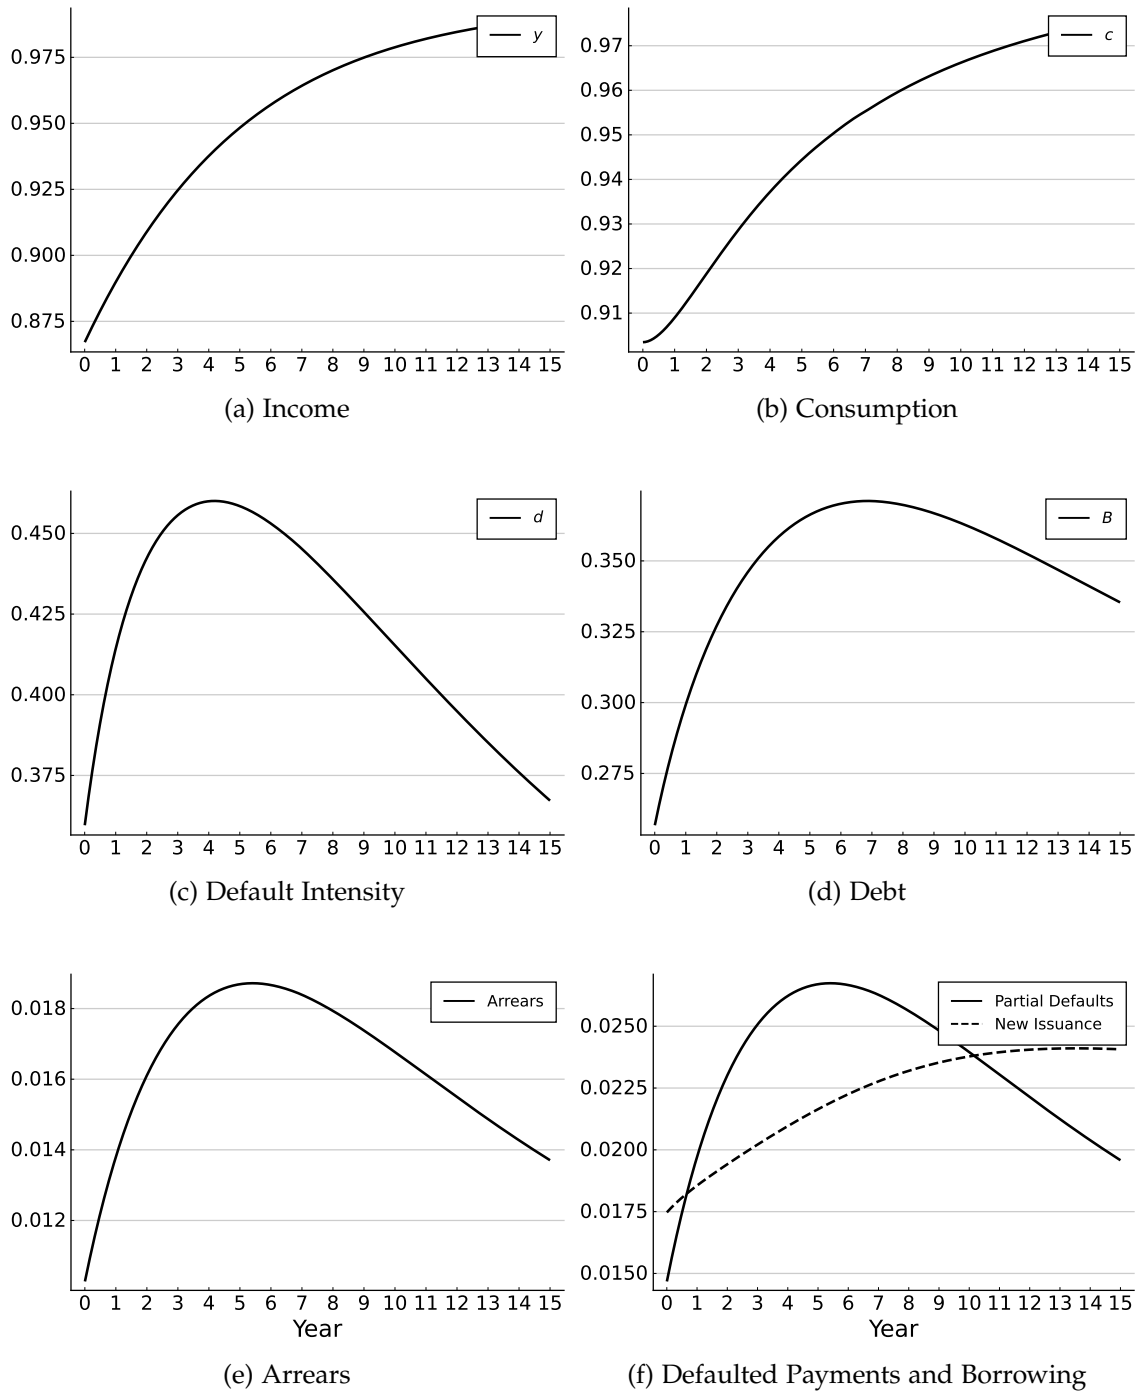 0.975
0.950
0.925
0.900
0.875
y
0 1 2 3 4 5 6 7 8 9 10 11 12 13 14 15
(a) Income
0.97
0.96
0.95
0.94
0.93
0.92
0.91
c
0 1 2 3 4 5 6 7 8 9 10 11 12 13 14 15
(b) Consumption
0.450
0.425
0.400
0.375
d
0 1 2 3 4 5 6 7 8 9 10 11 12 13 14 15
(c) Default Intensity
0.350
0.325
0.300
0.275
B
0 1 2 3 4 5 6 7 8 9 10 11 12 13 14 15
(d) Debt
0.018
0.016
0.014
0.012
Arrears
0 1 2 3 4 5 6 7 8 9 10 11 12 13 14 15
Year
(e) Arrears
0.0250
0.0225
0.0200
0.0175
0.0150
Partial Defaults
New Issuance
0 1 2 3 4 5 6 7 8 9 10 11 12 13 14 15
Year
(f) Defaulted Payments and Borrowing